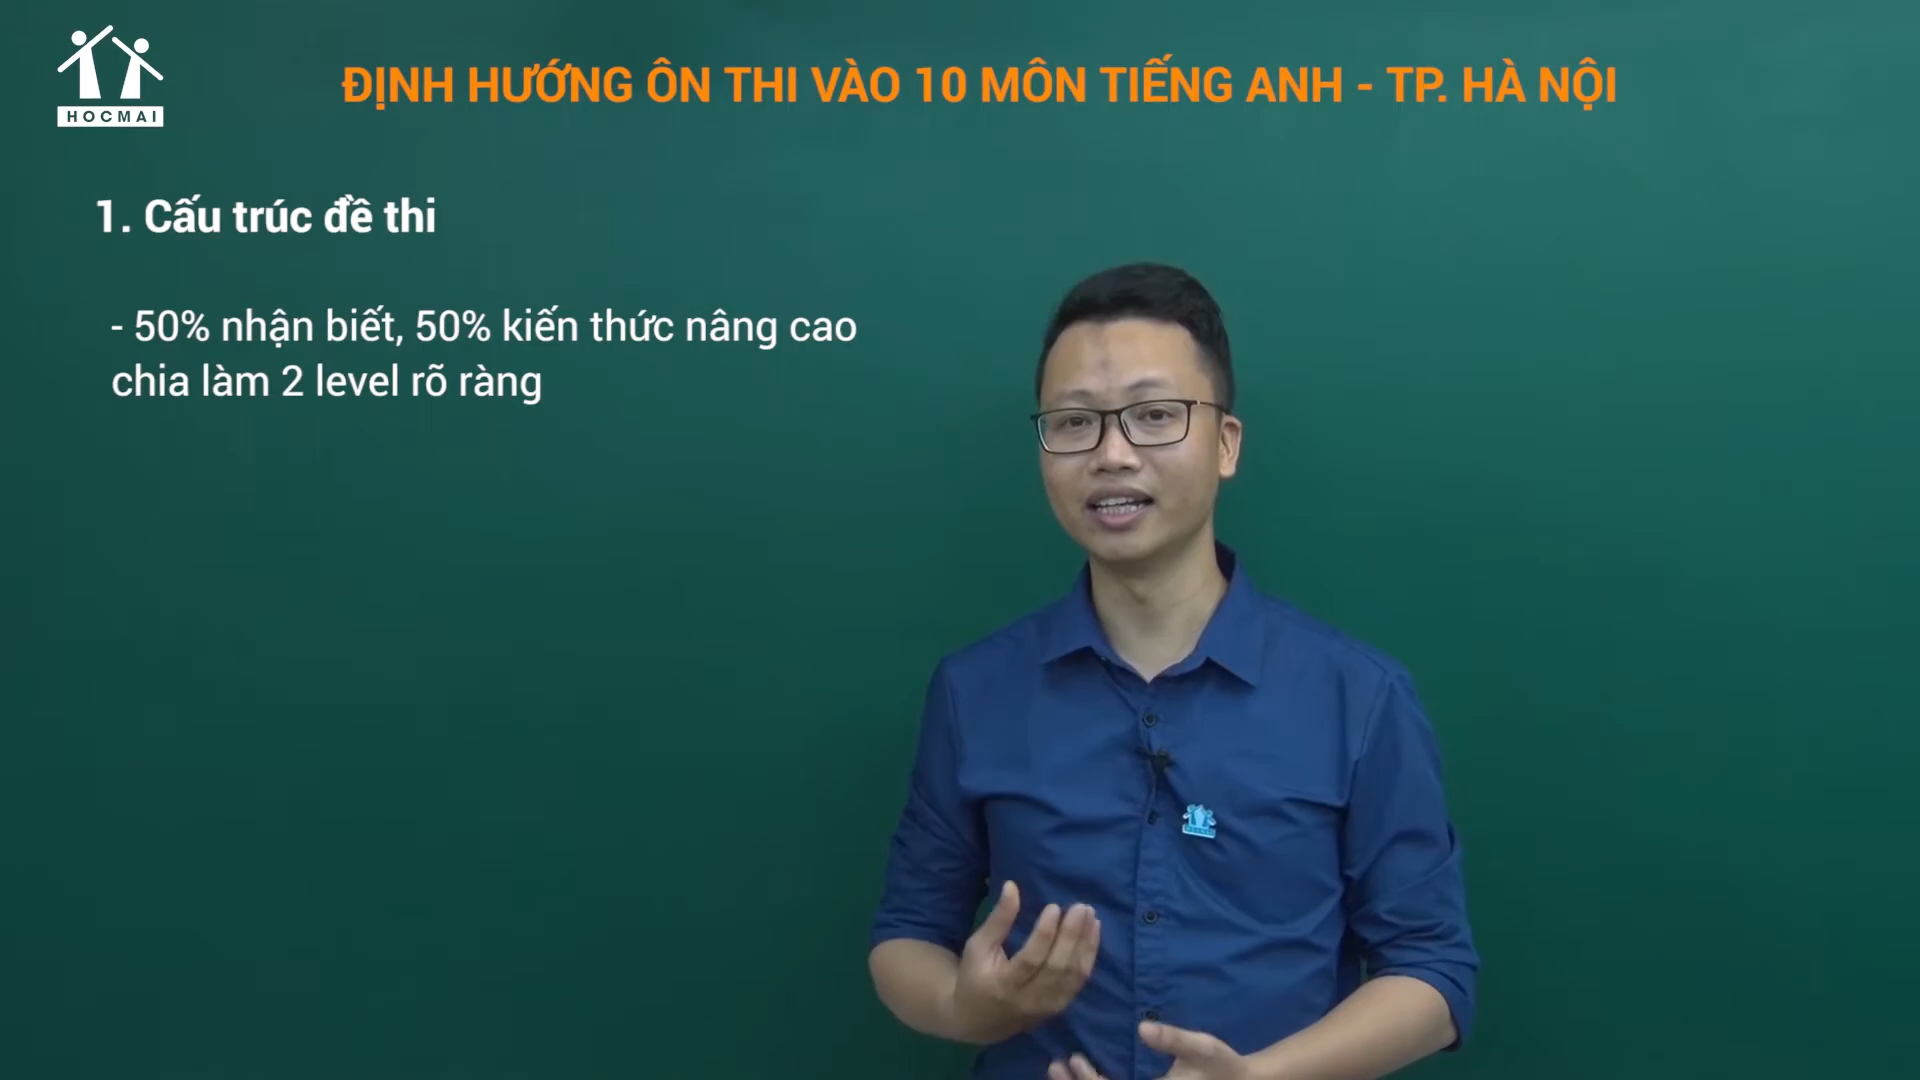 HOCMAI
ĐỊNH HƯỚNG ÔN THI VÀO 10 MÔN TIẾNG ANH - TP. HÀ NỘI
1. Cấu trúc đề thi
- 50% nhận biết, 50% kiến thức nâng cao
chia làm 2 level rõ ràng